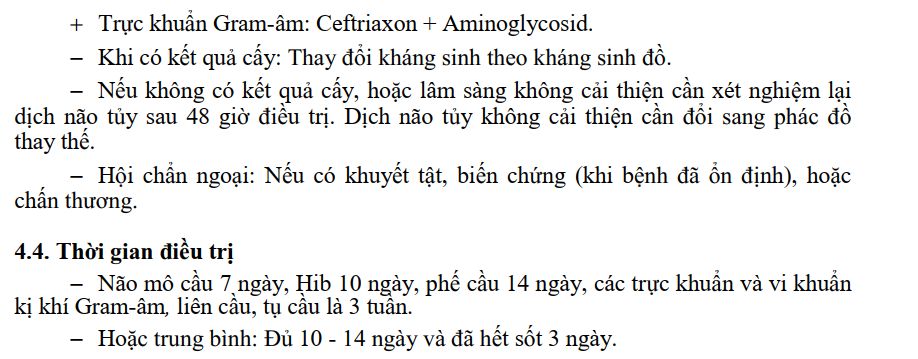 + Trực khuẩn Gram-âm: Ceftriaxon + Aminoglycosid.
– Khi có kết quả cấy: Thay đổi kháng sinh theo kháng sinh đồ.
– Nếu không có kết quả cấy, hoặc lâm sàng không cải thiện cần xét nghiệm lại
dịch não tủy sau 48 giờ điều trị. Dịch não tủy không cải thiện cần đổi sang phác đồ
thay thế.
– Hội chẩn ngoại: Nếu có khuyết tật, biến chứng (khi bệnh đã ổn định), hoặc
chấn thương.
4.4. Thời gian điều trị
– Não mô cầu 7 ngày, Hib 10 ngày, phế cầu 14 ngày, các trực khuẩn và vi khuẩn
kị khí Gram-âm, liên cầu, tụ cầu là 3 tuần.
– Hoặc trung bình: Đủ 10 - 14 ngày và đã hết sốt 3 ngày.